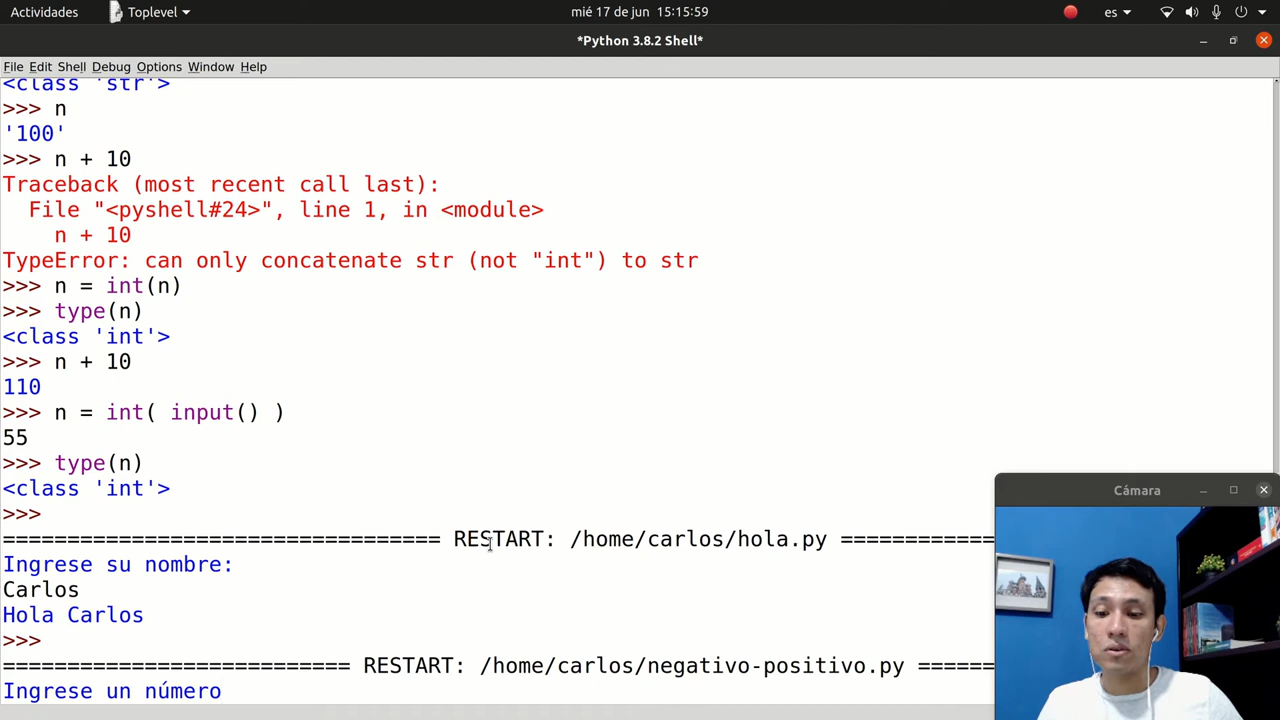 Actividades
Toplevel
mié 17 de jun 15:15:59
es
*Python 3.8.2 Shell*
File Edit Shell Debug Options Window Help
<class 'str'>
>>> n
'100'
>>> n + 10
Traceback (most recent call last):
  File "<pyshell#24>", line 1, in <module>
    n + 10
TypeError: can only concatenate str (not "int") to str
>>> n = int(n)
>>> type(n)
<class 'int'>
>>> n + 10
110
>>> n = int( input() )
55
>>> type(n)
<class 'int'>
>>>
================================== RESTART: /home/carlos/hola.py ============
Ingrese su nombre:
Carlos
Hola Carlos
>>>
=========================== RESTART: /home/carlos/negativo-positivo.py ======
Ingrese un número
Cámara